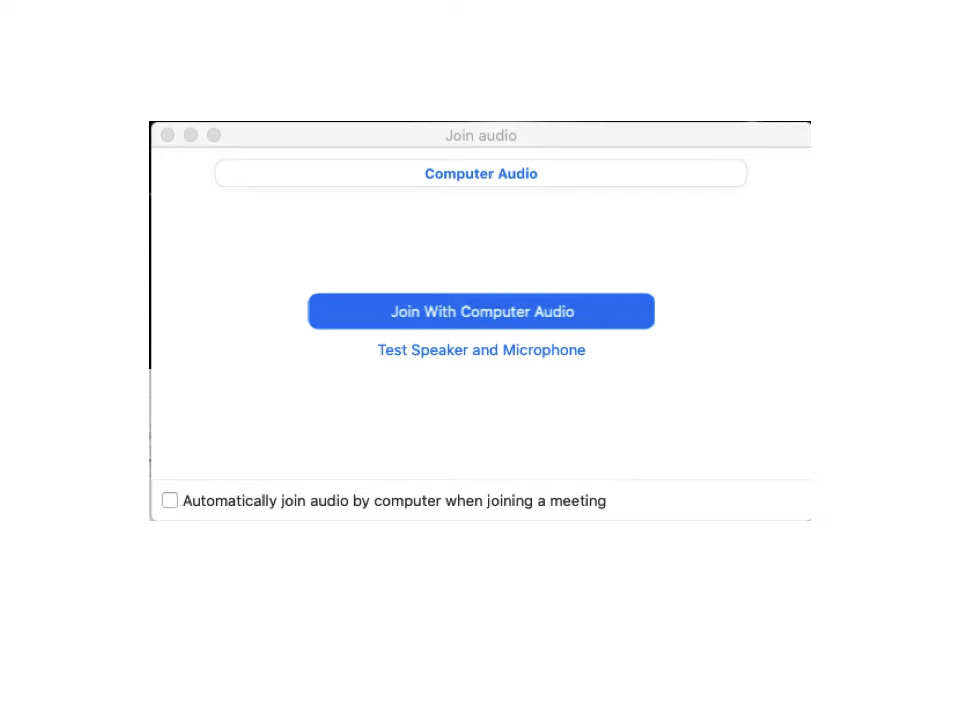 Join audio
Computer Audio
Join With Computer Audio
Test Speaker and Microphone
Automatically join audio by computer when joining a meeting